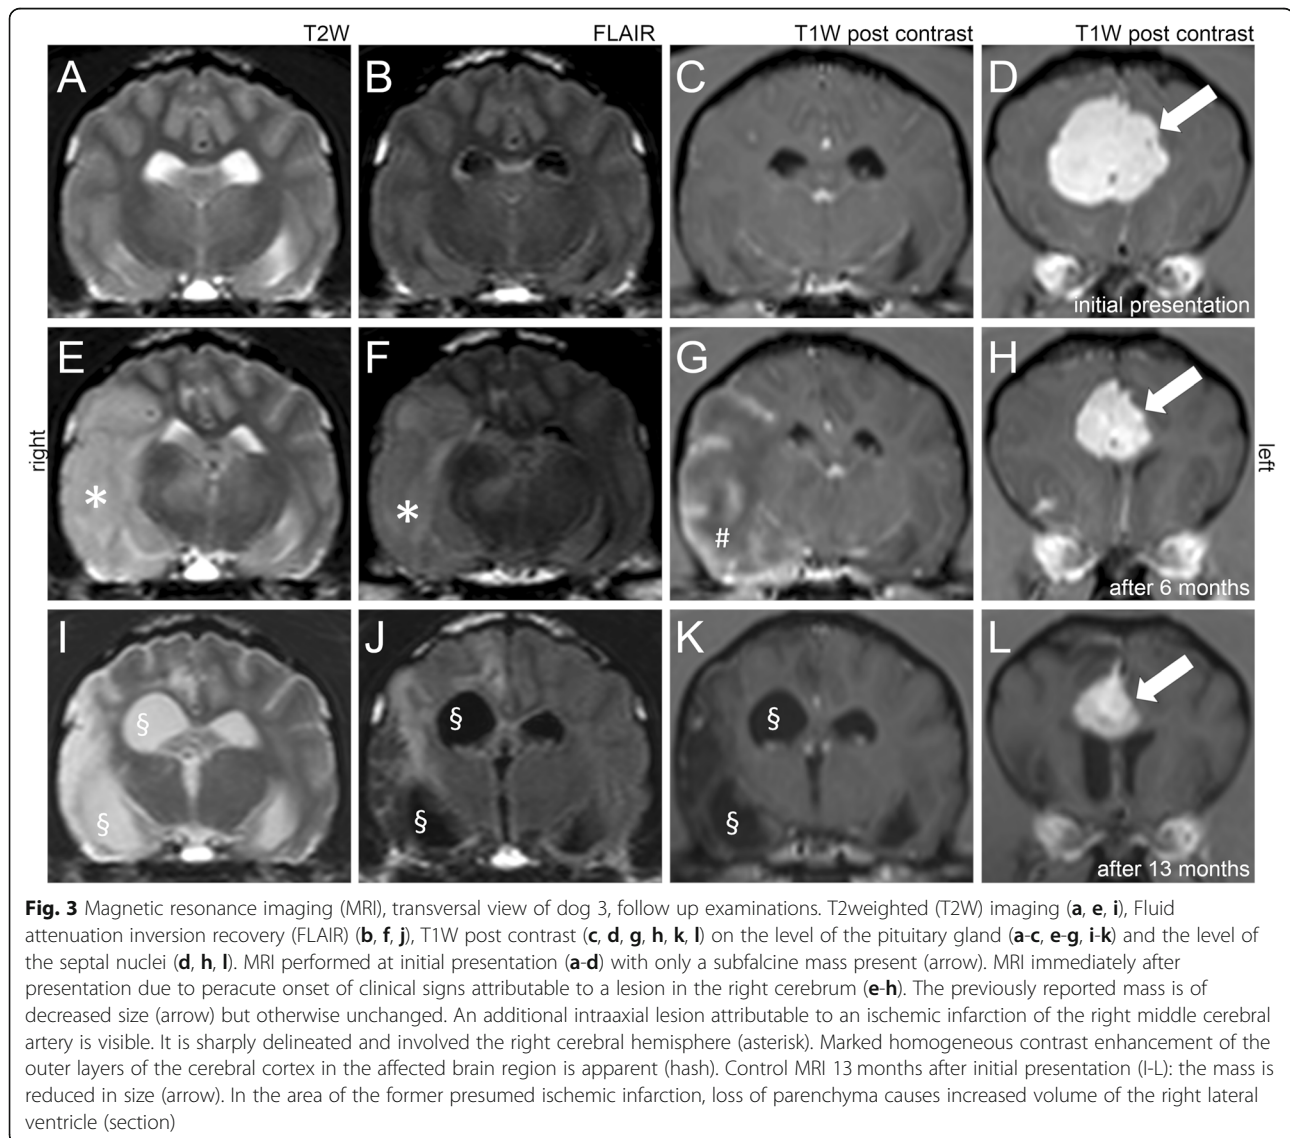 T2W FLAIR T1W post contrast T1W post contrast
A B C D
initial presentation
E F G H
right
left
* * #
after 6 months
I J K L
§ § §
§ § §
after 13 months
Fig. 3 Magnetic resonance imaging (MRI), transversal view of dog 3, follow up examinations. T2weighted (T2W) imaging (a, e, i), Fluid
attenuation inversion recovery (FLAIR) (b, f, j), T1W post contrast (c, d, g, h, k, l) on the level of the pituitary gland (a-c, e-g, i-k) and the level of
the septal nuclei (d, h, l). MRI performed at initial presentation (a-d) with only a subfalcine mass present (arrow). MRI immediately after
presentation due to peracute onset of clinical signs attributable to a lesion in the right cerebrum (e-h). The previously reported mass is of
decreased size (arrow) but otherwise unchanged. An additional intraaxial lesion attributable to an ischemic infarction of the right middle cerebral
artery is visible. It is sharply delineated and involved the right cerebral hemisphere (asterisk). Marked homogeneous contrast enhancement of the
outer layers of the cerebral cortex in the affected brain region is apparent (hash). Control MRI 13 months after initial presentation (I-L): the mass is
reduced in size (arrow). In the area of the former presumed ischemic infarction, loss of parenchyma causes increased volume of the right lateral
ventricle (section)